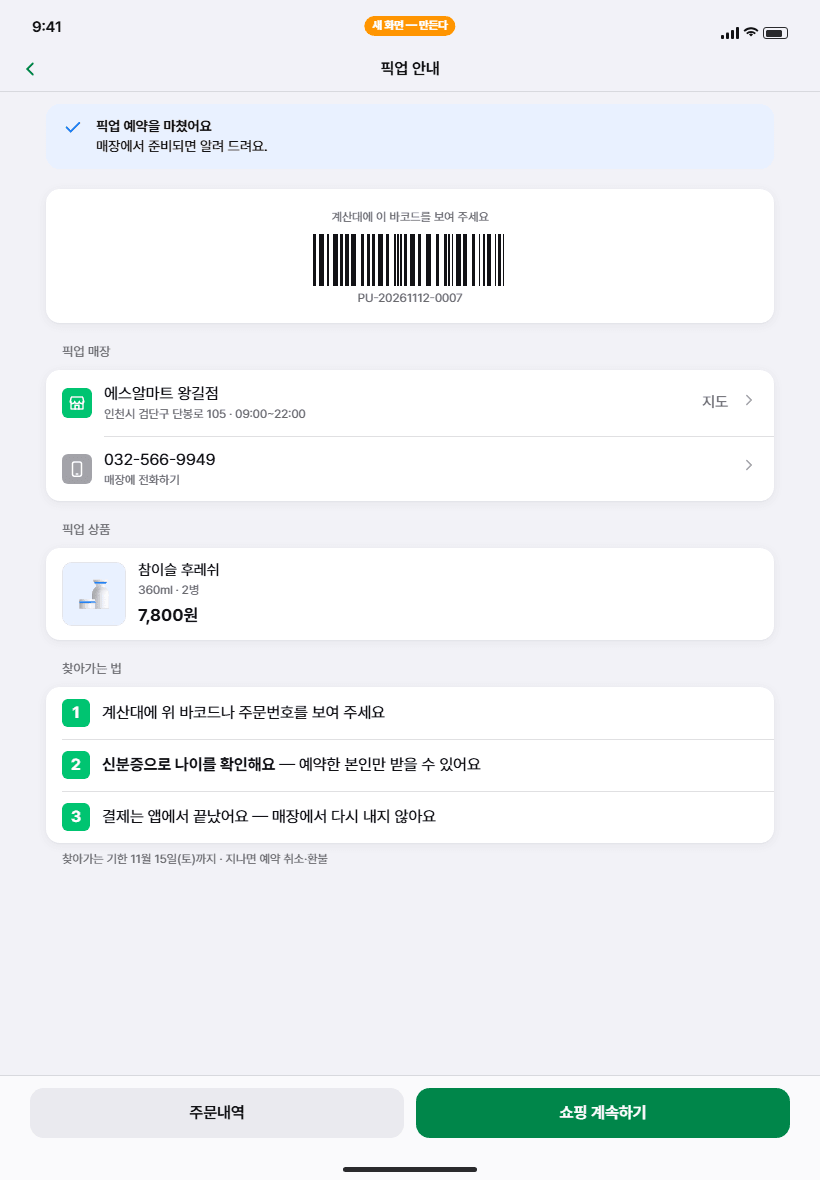 9:41
새 화면 — 만든다
픽업 안내
픽업 예약을 마쳤어요
매장에서 준비되면 알려 드려요.
계산대에 이 바코드를 보여 주세요
PU-20261112-0007
픽업 매장
에스알마트 왕길점
인천시 검단구 단봉로 105 · 09:00~22:00
지도
032-566-9949
매장에 전화하기
픽업 상품
참이슬 후레쉬
360ml · 2병
7,800원
찾아가는 법
1 계산대에 위 바코드나 주문번호를 보여 주세요
2 신분증으로 나이를 확인해요 — 예약한 본인만 받을 수 있어요
3 결제는 앱에서 끝났어요 — 매장에서 다시 내지 않아요
찾아가는 기한 11월 15일(토)까지 · 지나면 예약 취소·환불
주문내역
쇼핑 계속하기